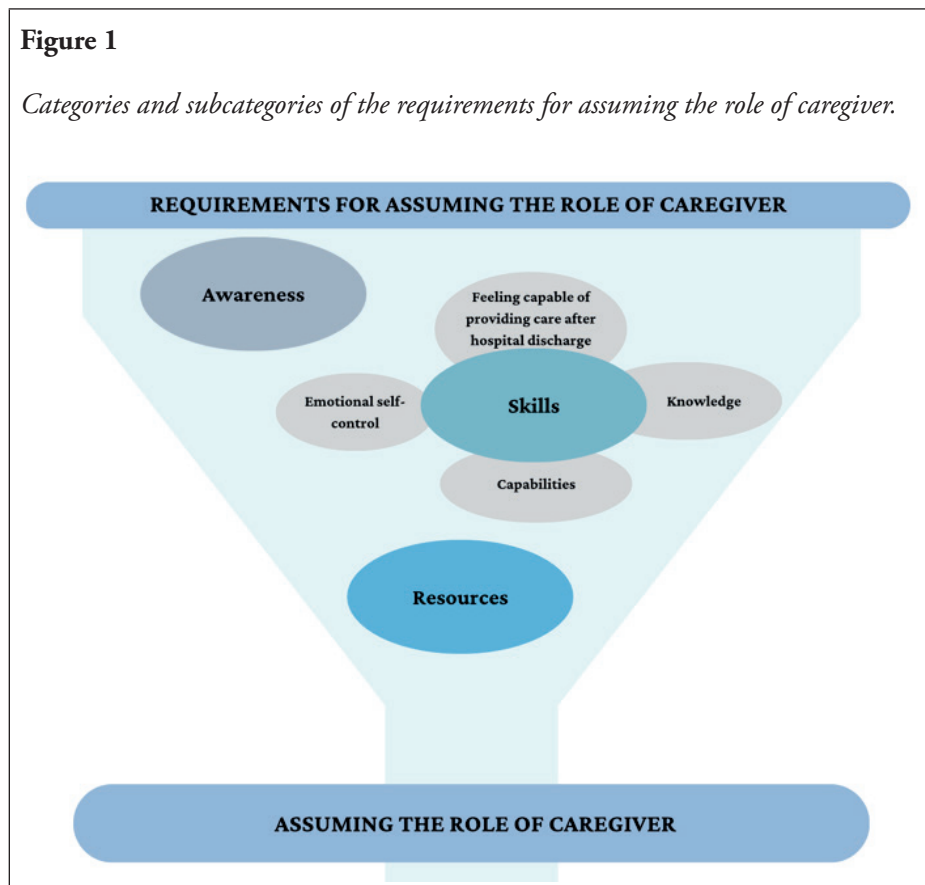 Figure 1
Categories and subcategories of the requirements for assuming the role of caregiver.
REQUIREMENTS FOR ASSUMING THE ROLE OF CAREGIVER
Awareness
Feeling capable of
providing care after
hospital discharge
Emotional self-
control
Skills
Knowledge
Capabilities
Resources
ASSUMING THE ROLE OF CAREGIVER